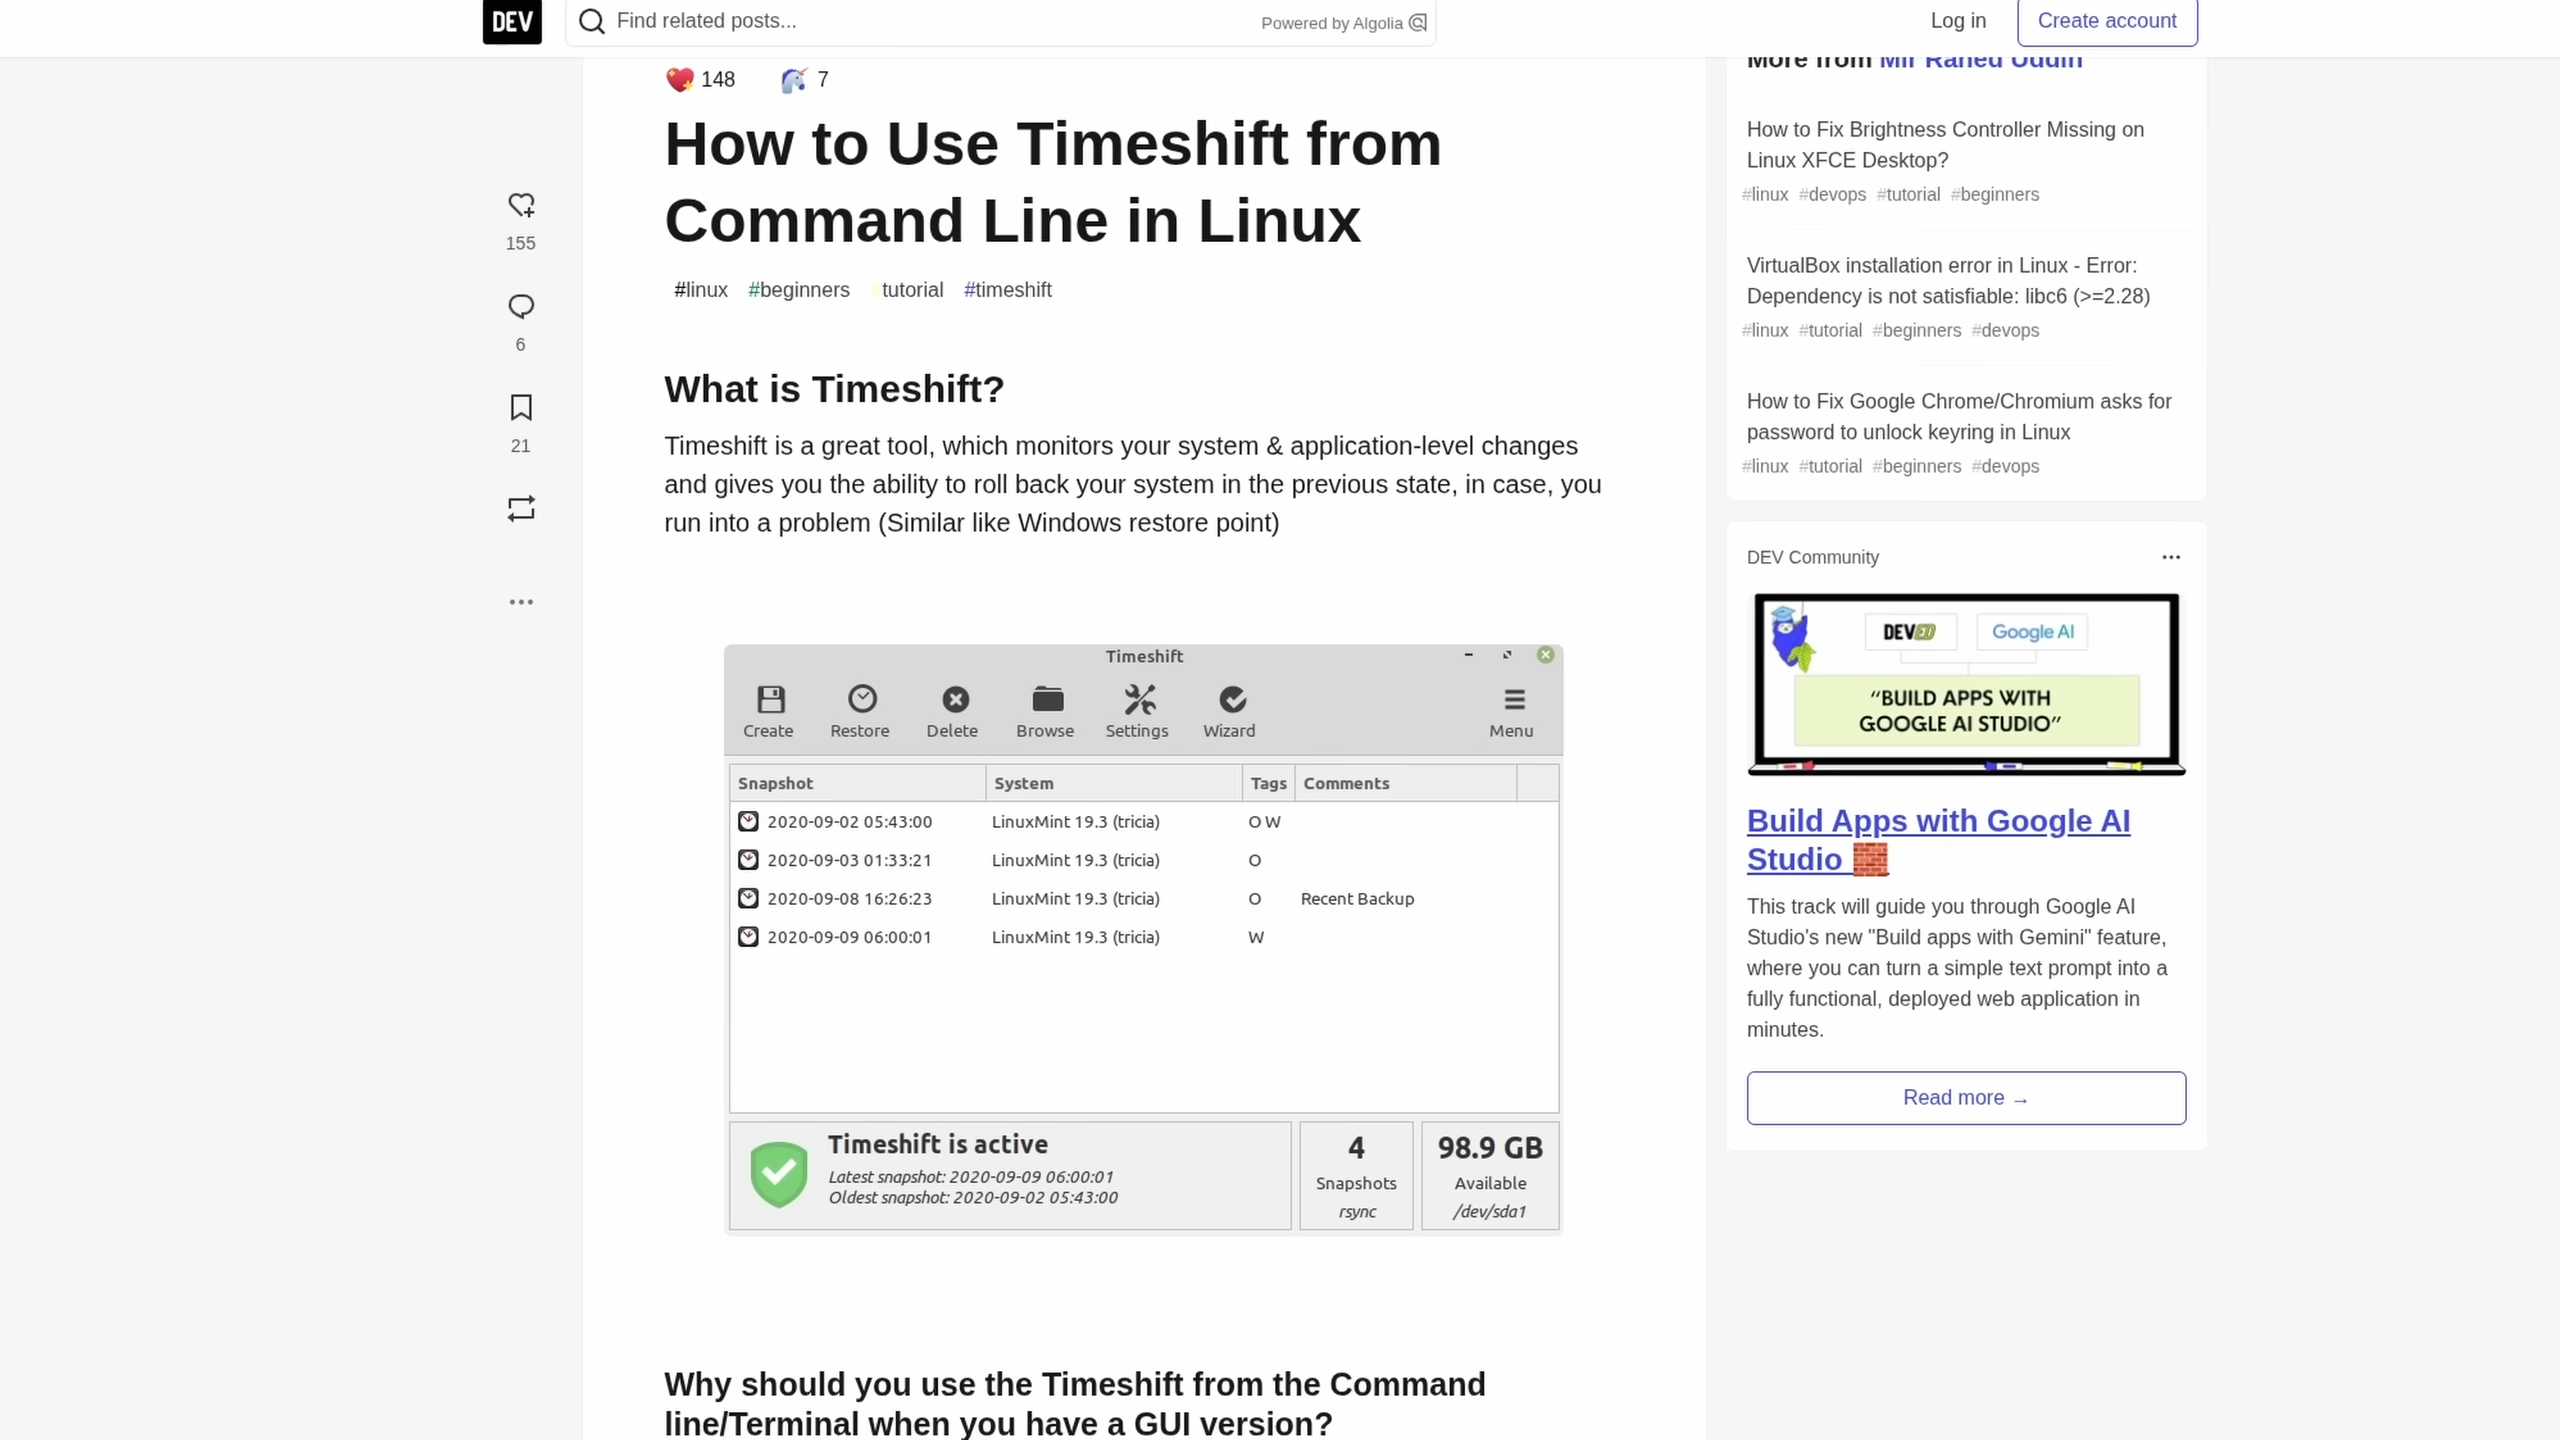 DEV
Find related posts...
Powered by Algolia
Log in
Create account
148
7
How to Use Timeshift from
Command Line in Linux
#linux #beginners #tutorial #timeshift
155
6
21
What is Timeshift?
Timeshift is a great tool, which monitors your system & application-level changes
and gives you the ability to roll back your system in the previous state, in case, you
run into a problem (Similar like Windows restore point)
Timeshift
Create Restore Delete Browse Settings Wizard Menu
Snapshot System Tags Comments
2020-09-02 05:43:00 LinuxMint 19.3 (tricia) O W
2020-09-03 01:33:21 LinuxMint 19.3 (tricia) O
2020-09-08 16:26:23 LinuxMint 19.3 (tricia) O Recent Backup
2020-09-09 06:00:01 LinuxMint 19.3 (tricia) W
Timeshift is active
Latest snapshot: 2020-09-09 06:00:01
Oldest snapshot: 2020-09-02 05:43:00
4
Snapshots
rsync
98.9 GB
Available
/dev/sda1
Why should you use the Timeshift from the Command
line/Terminal when you have a GUI version?
More from Mir Rahed Uddin
How to Fix Brightness Controller Missing on
Linux XFCE Desktop?
#linux #devops #tutorial #beginners
VirtualBox installation error in Linux - Error:
Dependency is not satisfiable: libc6 (>=2.28)
#linux #tutorial #beginners #devops
How to Fix Google Chrome/Chromium asks for
password to unlock keyring in Linux
#linux #tutorial #beginners #devops
DEV Community
DEV
Google AI
“BUILD APPS WITH
GOOGLE AI STUDIO”
Build Apps with Google AI
Studio
This track will guide you through Google AI
Studio's new "Build apps with Gemini" feature,
where you can turn a simple text prompt into a
fully functional, deployed web application in
minutes.
Read more →